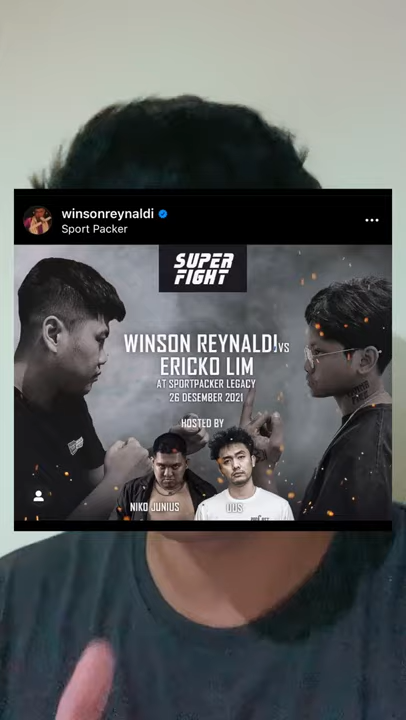 winsonreynaldi
Sport Packer
SUPER
FIGHT
WINSON REYNALDI VS
ERICKO LIM
AT SPORTPACKER LEGACY
26 DESEMBER 2021
HOSTED BY
NIKO JUNIUS
UUS